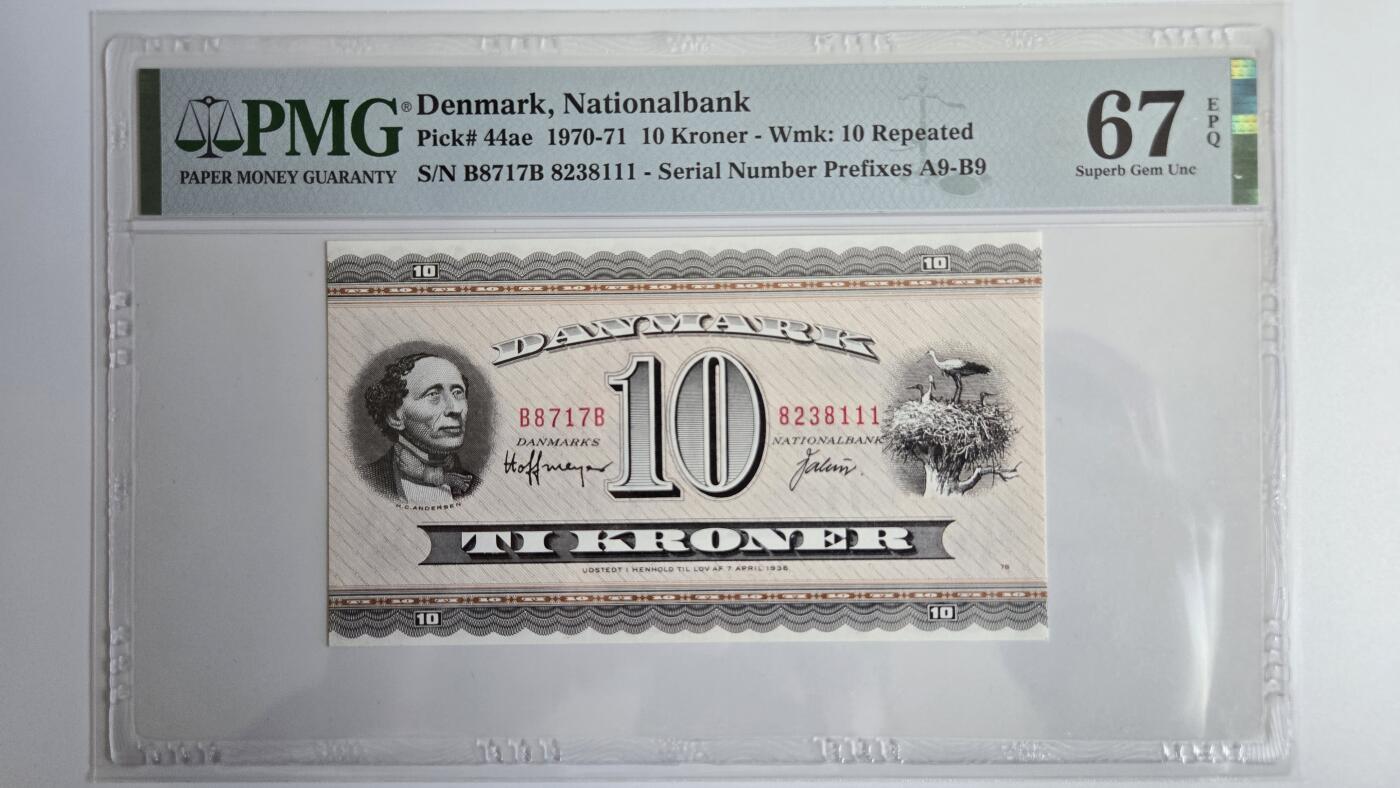 PMG®
PAPER MONEY GUARANTY
Denmark, Nationalbank
Pick# 44ae 1970-71 10 Kroner - Wmk: 10 Repeated
S/N B8717B 8238111 - Serial Number Prefixes A9-B9
67
EPQ
Superb Gem Unc
10
10
DANMARK
10
B8717B
8238111
DANMARKS
NATIONALBANK
Hoffmeyer
H.C.ANDERSEN
TI KRONER
UDSTEDT I HENHOLD TIL LOV AF 7 APRIL 1936
10
10